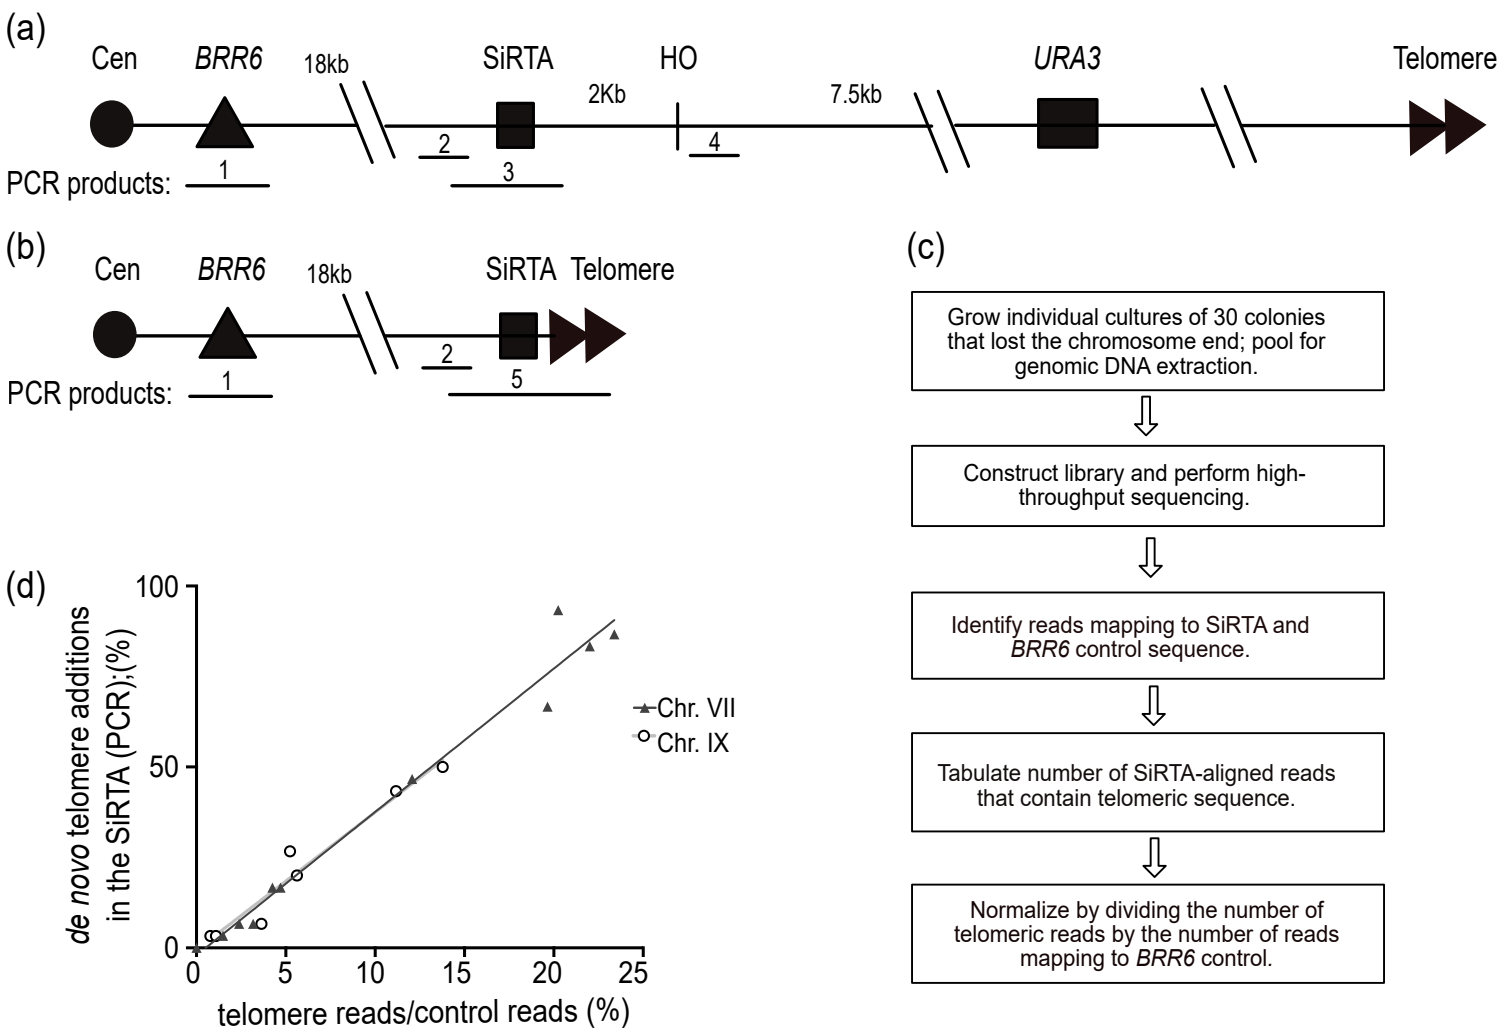 (a)
Cen BRR6 18kb SiRTA HO URA3 Telomere
2Kb 7.5kb
2 4
PCR products: 1 3
(b)
Cen BRR6 18kb SiRTA Telomere
2
PCR products: 1 5
(c)
Grow individual cultures of 30 colonies
that lost the chromosome end; pool for
genomic DNA extraction.
Construct library and perform high-
throughput sequencing.
Identify reads mapping to SiRTA and
BRR6 control sequence.
Tabulate number of SiRTA-aligned reads
that contain telomeric sequence.
Normalize by dividing the number of
telomeric reads by the number of reads
mapping to BRR6 control.
(d)
de novo telomere additions
in the SiRTA (PCR);(%)
100
50
0
0 5 10 15 20 25
telomere reads/control reads (%)
Chr. VII
Chr. IX